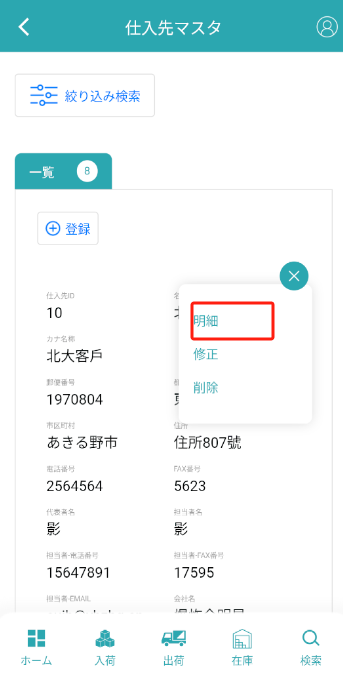 仕入先マスタ
絞り込み検索
一覧 8
登録
仕入先ID
10
明細
修正
削除
カナ名称
北大客戶
郵便番号
1970804
市区町村 住所
あきる野市 住所807號
電話番号 FAX番号
2564564 5623
代表者名 担当者名
影 影
担当者-電話番号 担当者-FAX番号
15647891 17595
担当者-EMAIL 会社名
ホーム 入荷 出荷 在庫 検索